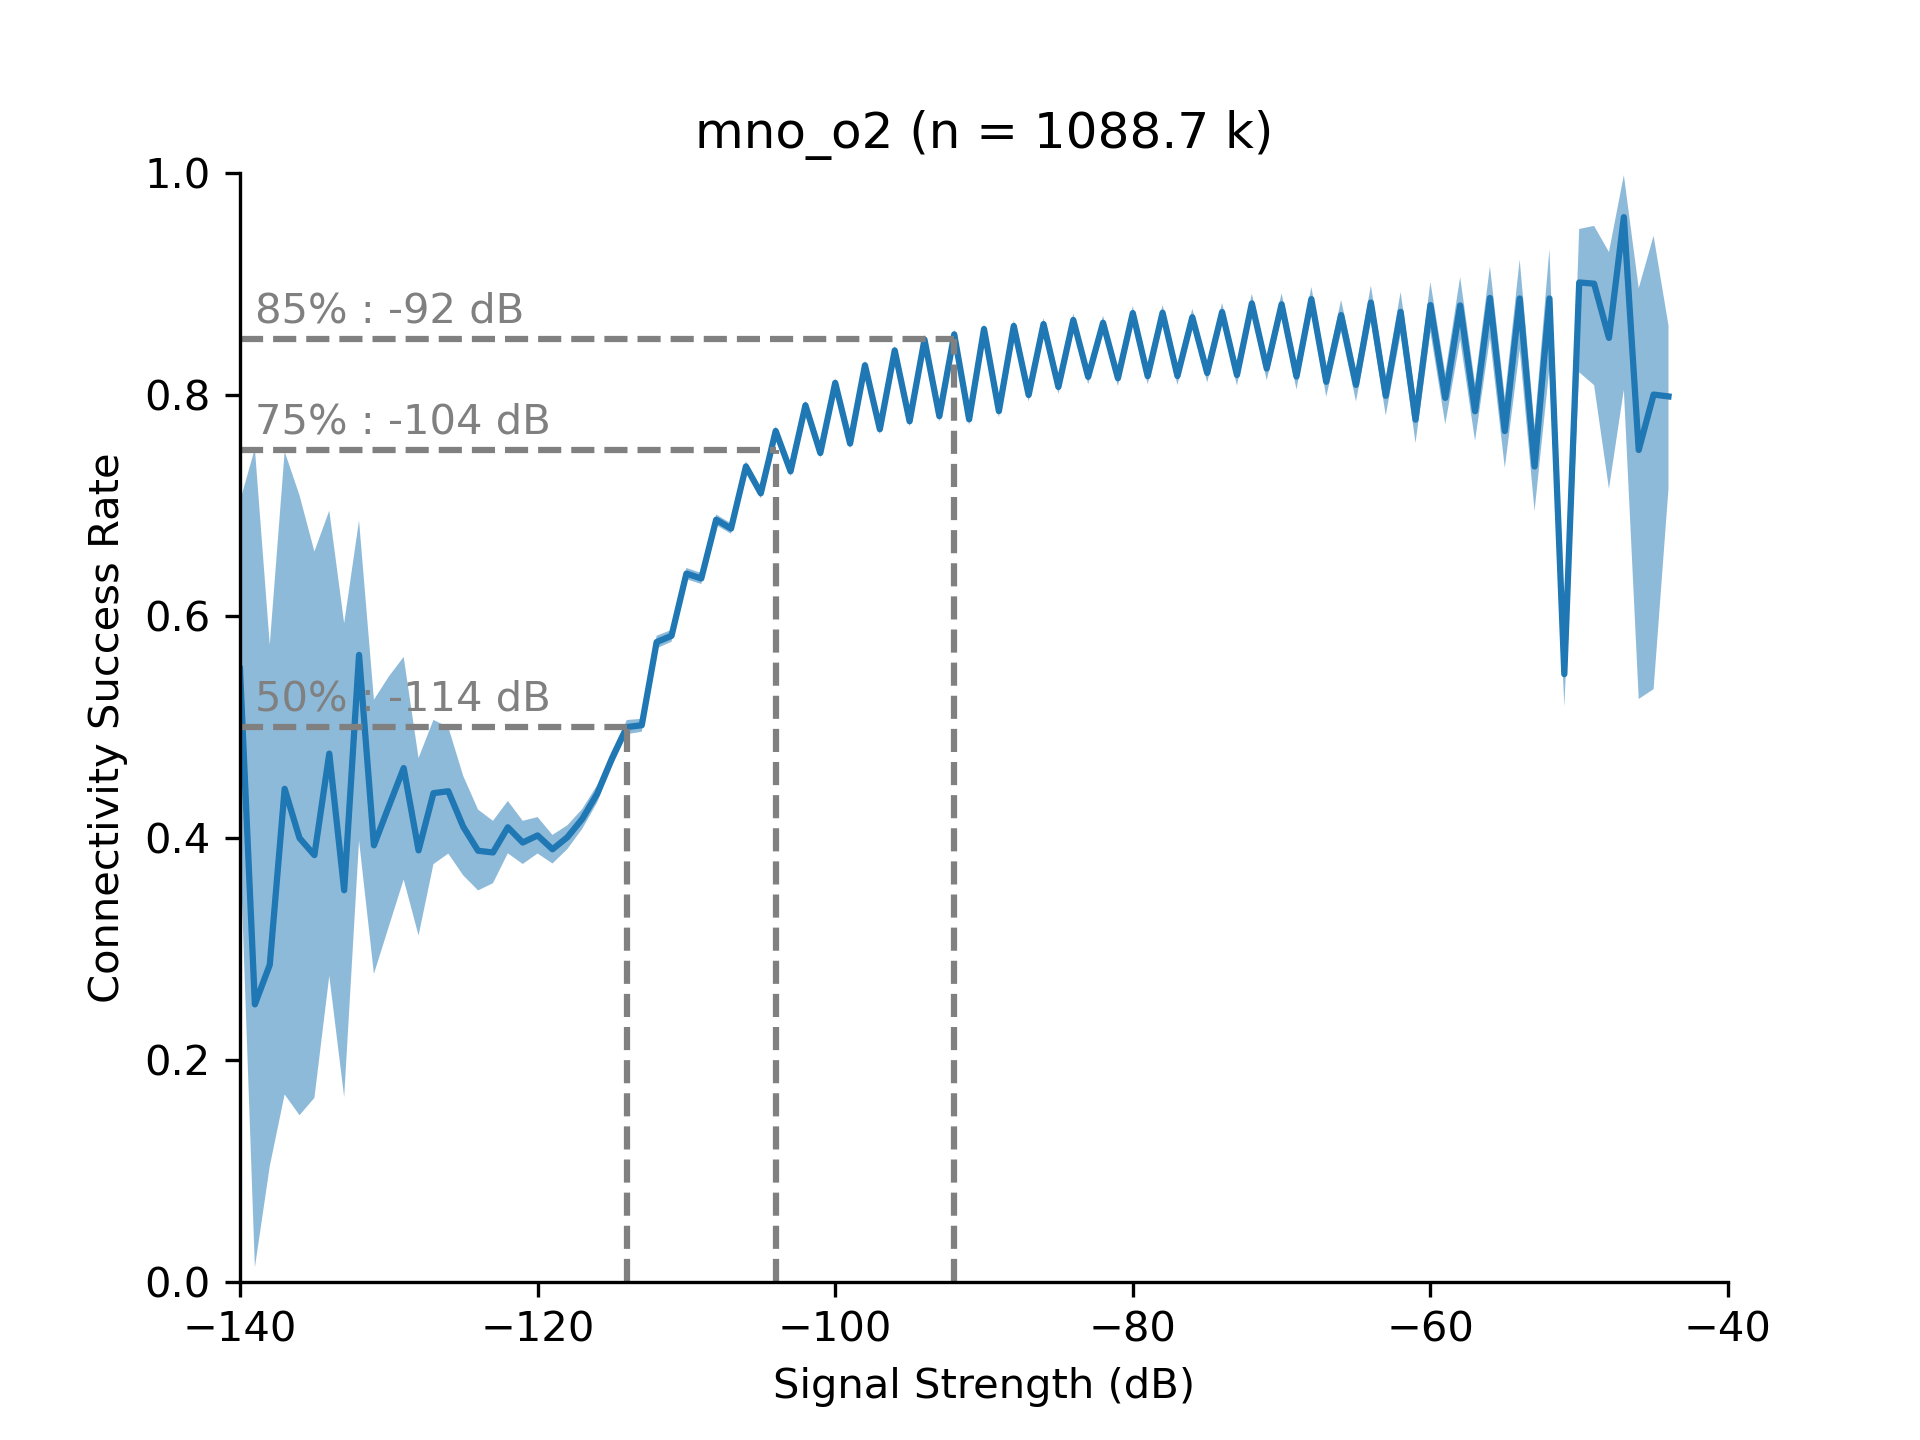 mno_o2 (n = 1088.7 k)
1.0
85% : -92 dB
0.8
75% : -104 dB
0.6
50% : -114 dB
0.4
0.2
0.0
Connectivity Success Rate
−140 −120 −100 −80 −60 −40
Signal Strength (dB)